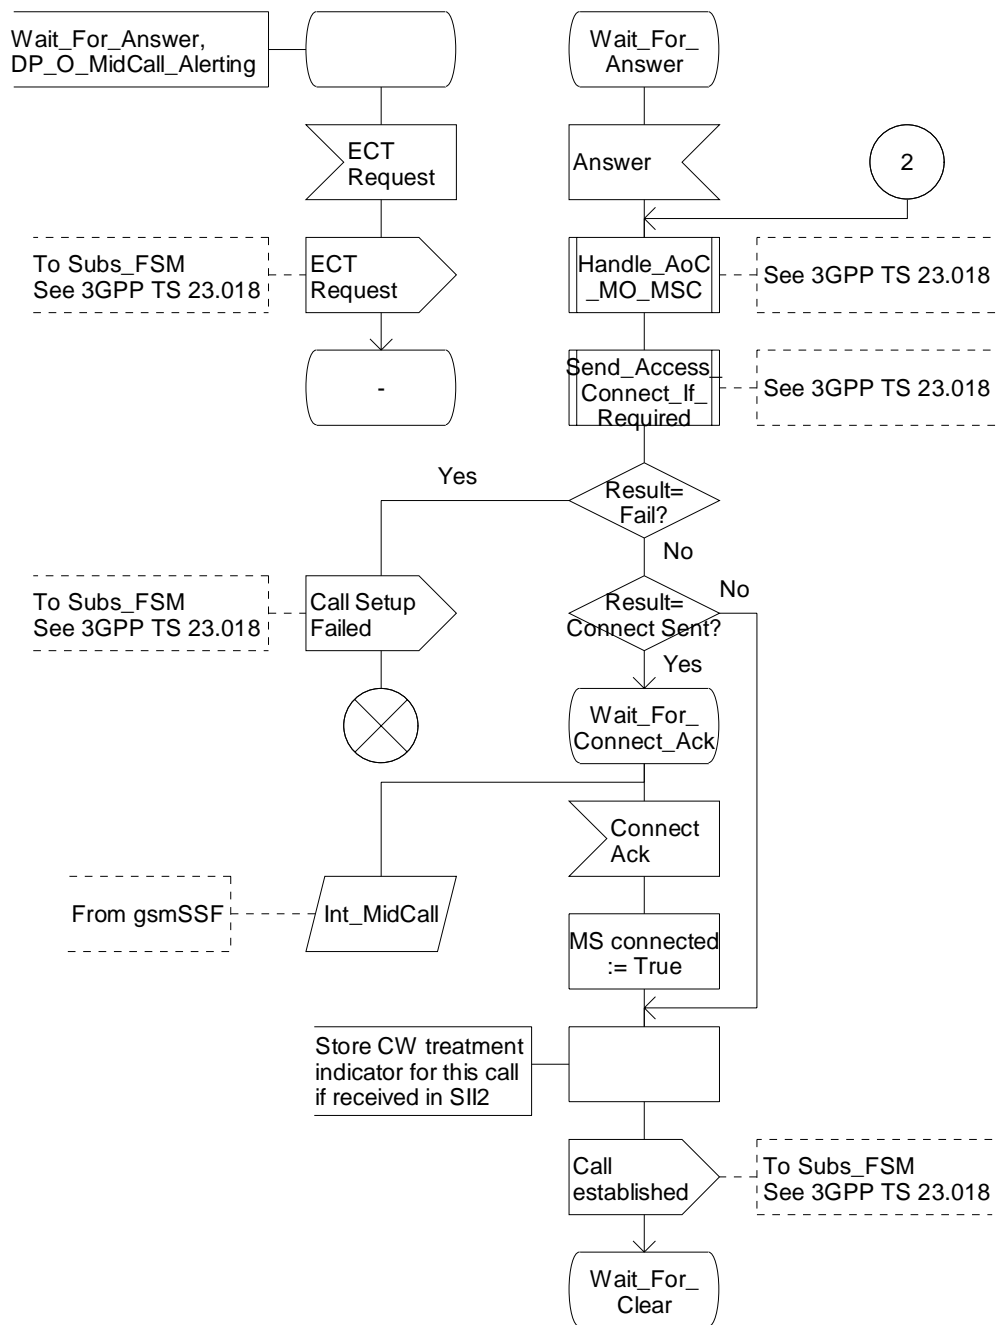 Wait_For_Answer,
DP_O_MidCall_Alerting
Wait_For_
Answer
ECT
Request
Answer
2
To Subs_FSM
See 3GPP TS 23.018
ECT
Request
Handle_AoC
_MO_MSC
See 3GPP TS 23.018
-
Send_Access_
Connect_If_
Required
See 3GPP TS 23.018
Yes
Result=
Fail?
No
To Subs_FSM
See 3GPP TS 23.018
Call Setup
Failed
Result=
Connect Sent?
No
Yes
Wait_For_
Connect_Ack
Connect
Ack
From gsmSSF
Int_MidCall
MS connected
:= True
Store CW treatment
indicator for this call
if received in SII2
Call
established
To Subs_FSM
See 3GPP TS 23.018
Wait_For_
Clear